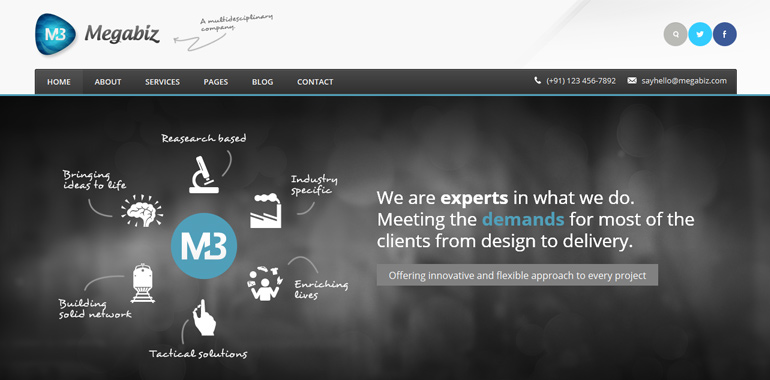 M3 Megabiz
A multidisciplinary
company
Q
HOME ABOUT SERVICES PAGES BLOG CONTACT
(+91) 123 456-7892 sayhello@megabiz.com
Reasearch based
Bringing
ideas to life
Industry
specific
M3
We are experts in what we do.
Meeting the demands for most of the
clients from design to delivery.
Offering innovative and flexible approach to every project
Building
solid network
Enriching
lives
Tactical solutions